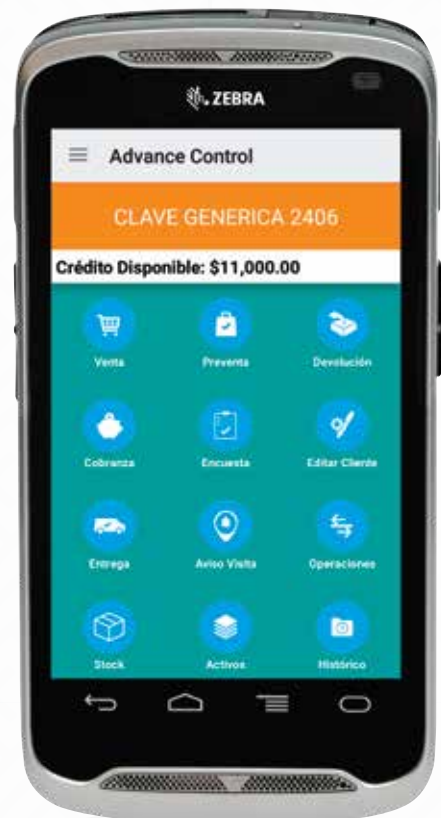 ZEBRA
Advance Control
CLAVE GENERICA 2406
Crédito Disponible: $11,000.00
Venta
Preventa
Devolución
Cobranza
Encuesta
Editar Cliente
Entrega
Aviso Visita
Operaciones
Stock
Activos
Histórico